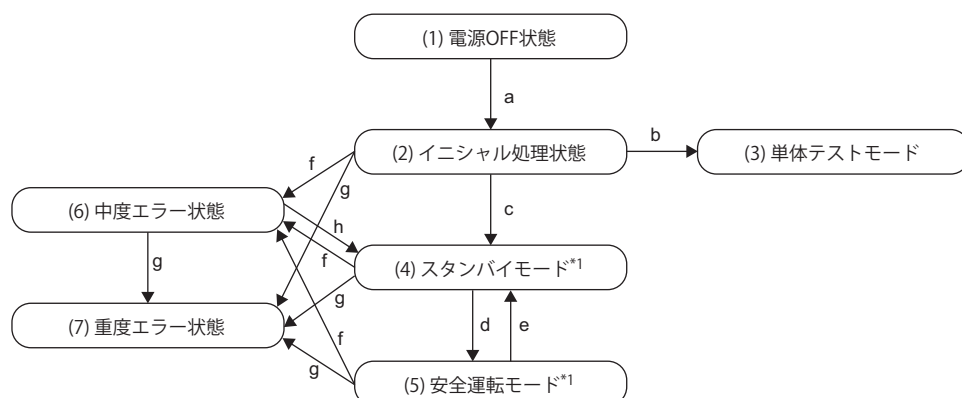 (1) 電源OFF状態
a
(2) イニシャル処理状態
b
(3) 単体テストモード
f
g
c
(6) 中度エラー状態
h
f
g
(4) スタンバイモード*1
g
(7) 重度エラー状態
d
e
f
g
(5) 安全運転モード*1